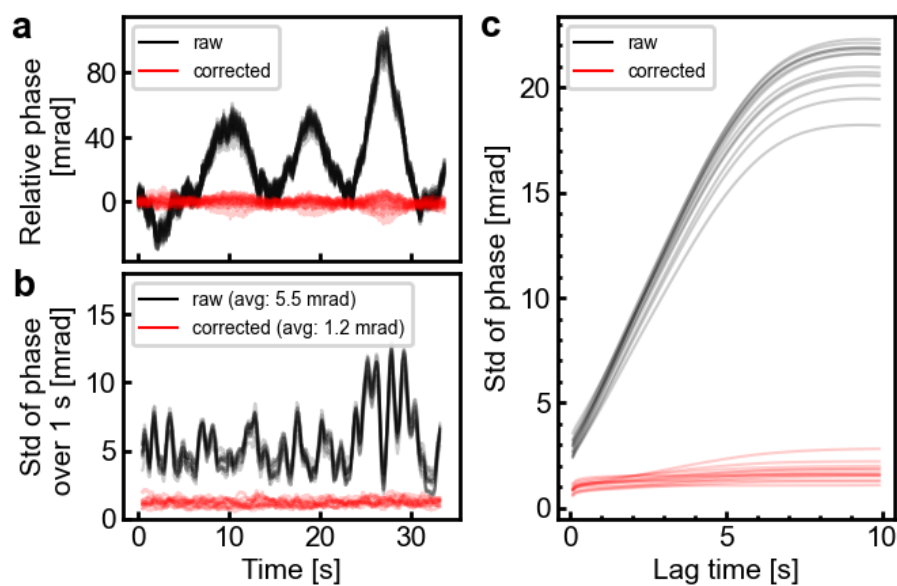 a
raw
corrected
80
40
0
Relative phase
[mrad]
b
raw (avg: 5.5 mrad)
corrected (avg: 1.2 mrad)
15
10
5
0
Std of phase
over 1 s [mrad]
0
10
20
30
Time [s]
c
raw
corrected
20
15
10
5
0
Std of phase [mrad]
0
5
10
Lag time [s]